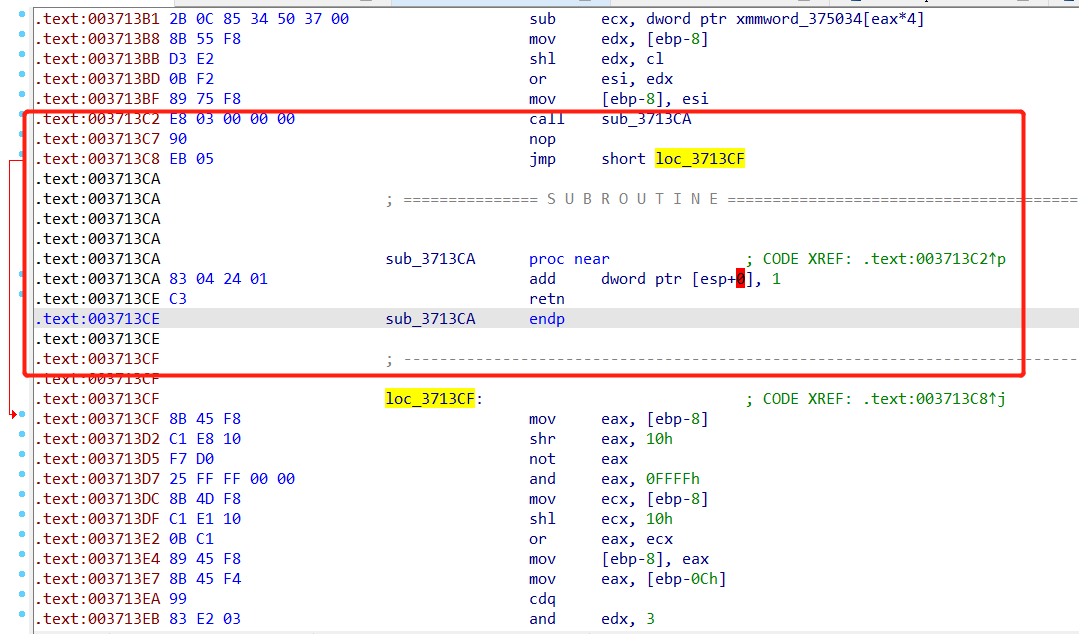 .text:003713B1 2B 0C 85 34 50 37 00 sub ecx, dword ptr xmmword_375034[eax*4]
.text:003713B8 8B 55 F8 mov edx, [ebp-8]
.text:003713BB D3 E2 shl edx, cl
.text:003713BD 0B F2 or esi, edx
.text:003713BF 89 75 F8 mov [ebp-8], esi
.text:003713C2 E8 03 00 00 00 call sub_3713CA
.text:003713C7 90 nop
.text:003713C8 EB 05 jmp short loc_3713CF
.text:003713CA
.text:003713CA ; =============== S U B R O U T I N E =======================================
.text:003713CA
.text:003713CA
.text:003713CA sub_3713CA proc near ; CODE XREF: .text:003713C2↑p
.text:003713CA 83 04 24 01 add dword ptr [esp+0], 1
.text:003713CE C3 retn
.text:003713CE sub_3713CA endp
.text:003713CE
.text:003713CF ; ---------------------------------------------------------------------------
.text:003713CF
.text:003713CF loc_3713CF: ; CODE XREF: .text:003713C8↑j
.text:003713CF 8B 45 F8 mov eax, [ebp-8]
.text:003713D2 C1 E8 10 shr eax, 10h
.text:003713D5 F7 D0 not eax
.text:003713D7 25 FF FF 00 00 and eax, 0FFFFh
.text:003713DC 8B 4D F8 mov ecx, [ebp-8]
.text:003713DF C1 E1 10 shl ecx, 10h
.text:003713E2 0B C1 or eax, ecx
.text:003713E4 89 45 F8 mov [ebp-8], eax
.text:003713E7 8B 45 F4 mov eax, [ebp-0Ch]
.text:003713EA 99 cdq
.text:003713EB 83 E2 03 and edx, 3